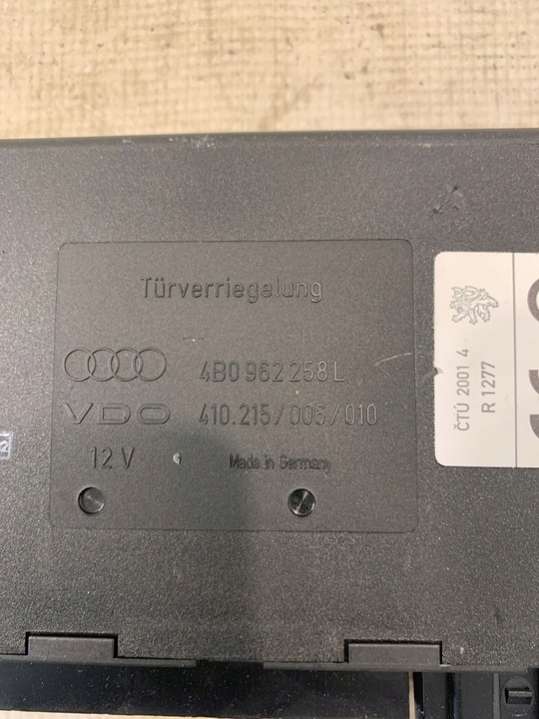 Türverriegelung
4B0 962 258 L
VDO 410.215/005/010
12 V Made in Germany
ČTÚ 2001 4
R 1277